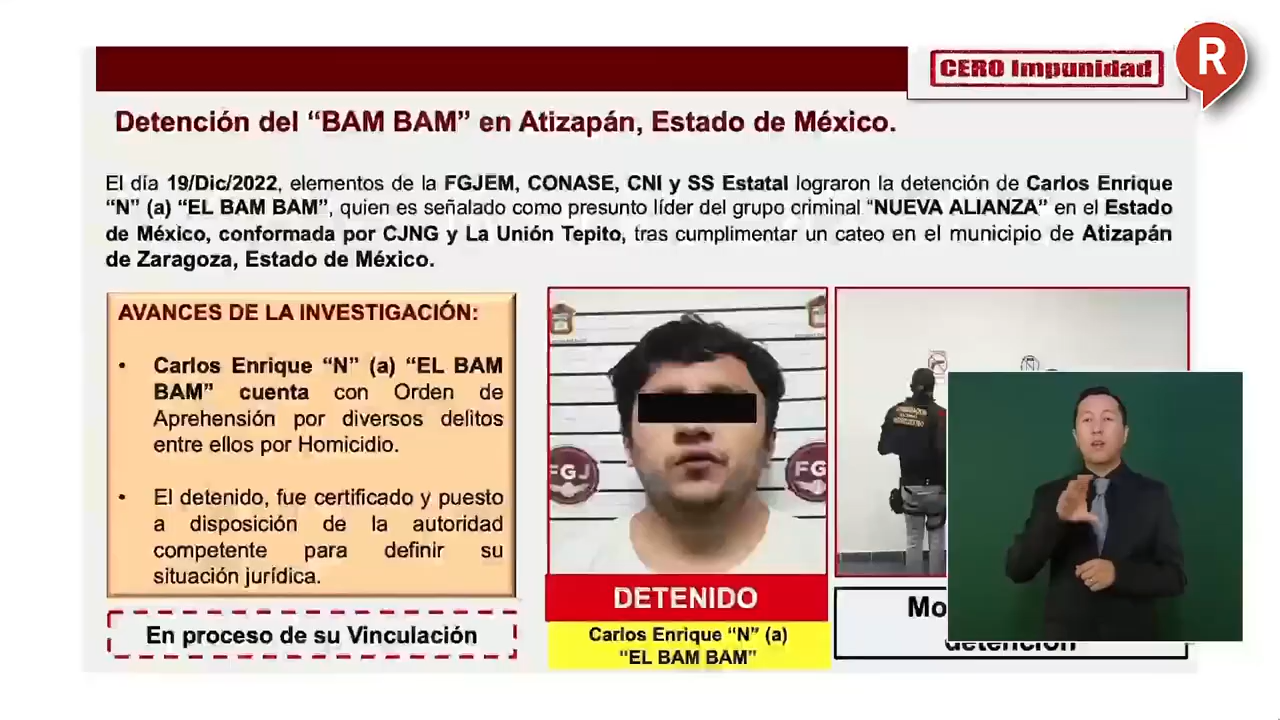 CERO Impunidad
R
Detención del “BAM BAM” en Atizapán, Estado de México.
El día 19/Dic/2022, elementos de la FGJEM, CONASE, CNI y SS Estatal lograron la detención de Carlos Enrique
“N” (a) “EL BAM BAM”, quien es señalado como presunto líder del grupo criminal “NUEVA ALIANZA” en el Estado
de México, conformada por CJNG y La Unión Tepito, tras cumplimentar un cateo en el municipio de Atizapán
de Zaragoza, Estado de México.
AVANCES DE LA INVESTIGACIÓN:
• Carlos Enrique “N” (a) “EL BAM
BAM” cuenta con Orden de
Aprehensión por diversos delitos
entre ellos por Homicidio.
• El detenido, fue certificado y puesto
a disposición de la autoridad
competente para definir su
situación jurídica.
En proceso de su Vinculación
FGJ
FGJ
DETENIDO
Carlos Enrique “N” (a)
“EL BAM BAM”
detención